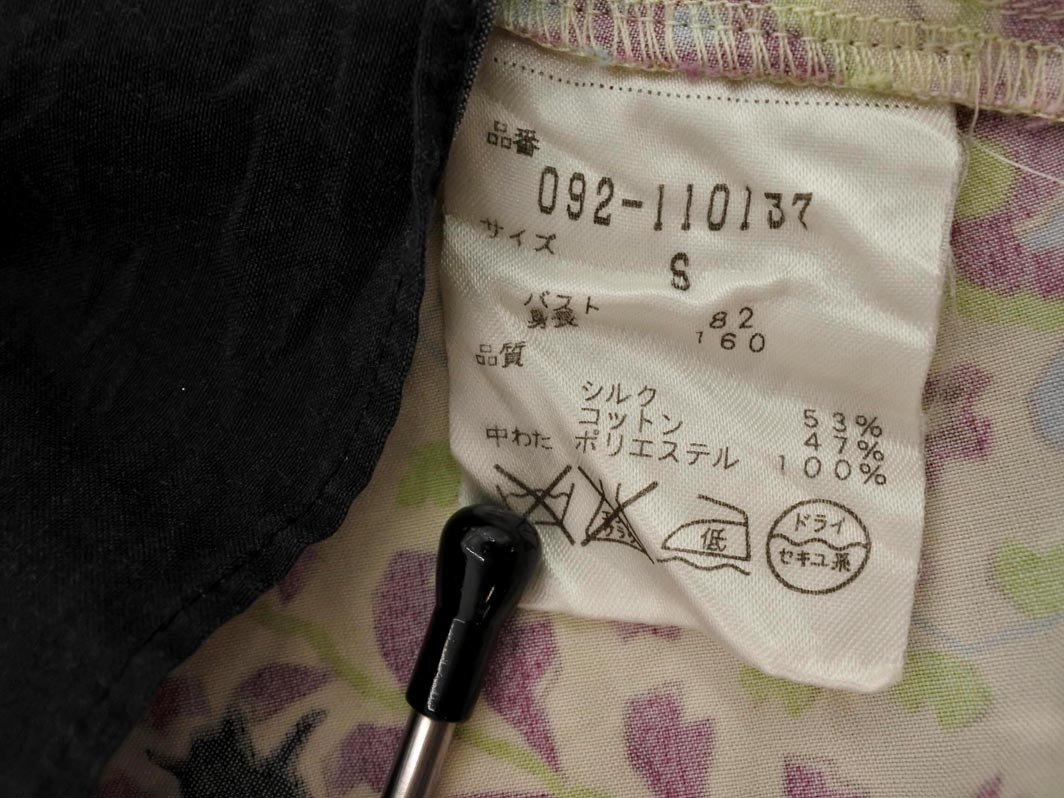 品番
092-110137
サイズ
S
バスト 82
身長 160
品質
シルク 53%
コットン 47%
中わた ポリエステル 100%
低
ドライ
セキユ系